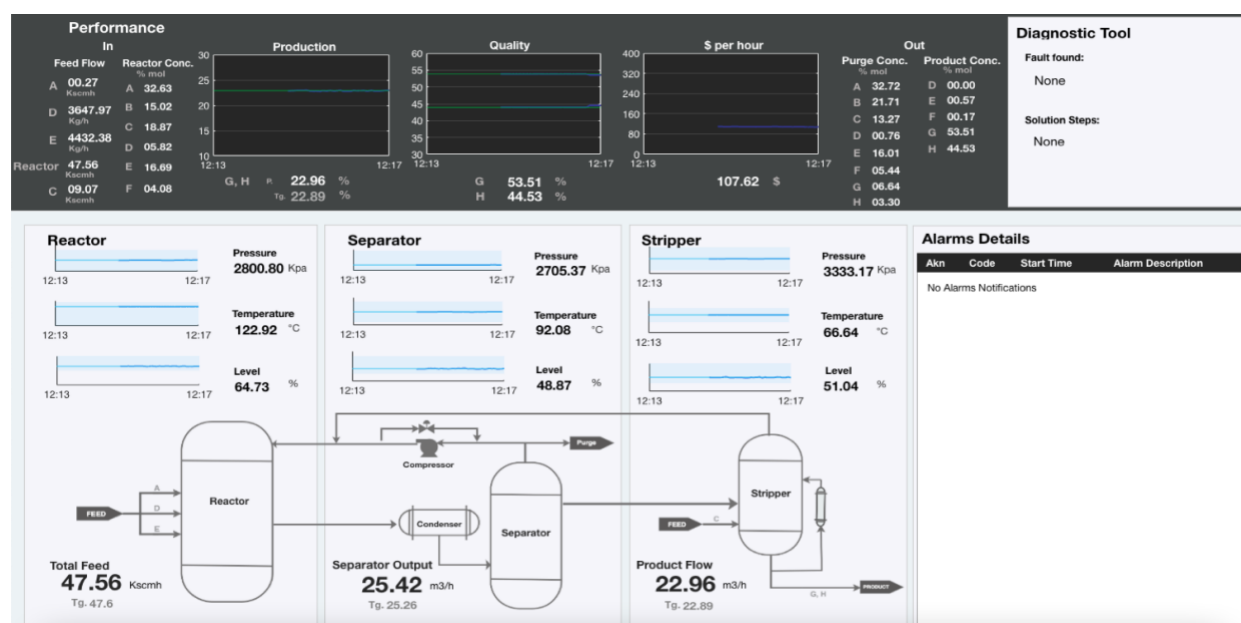 Performance
In
Feed Flow Reactor Conc.
% mol
A 00.27 Kscmh
D 3647.97 Kg/h
E 4432.38 Kg/h
Reactor 47.56 Kscmh
C 09.07 Kscmh
A 32.63
B 15.02
C 18.87
D 05.82
E 16.69
F 04.08
Production
30
25
20
15
10
12:13 12:17
G, H P. 22.96 %
Tg. 22.89 %
Quality
60
55
50
45
40
35
30
12:13 12:17
G 53.51 %
H 44.53 %
$ per hour
400
320
240
160
80
0
12:13 12:17
107.62 $
Out
Purge Conc. Product Conc.
% mol % mol
A 32.72
B 21.71
C 13.27
D 00.76
E 16.01
F 05.44
G 06.64
H 03.30
D 00.00
E 00.57
F 00.17
G 53.51
H 44.53
Diagnostic Tool
Fault found:
None
Solution Steps:
None
Reactor
Pressure
2800.80 Kpa
12:13 12:17
Temperature
122.92 °C
12:13 12:17
Level
64.73 %
12:13 12:17
Separator
Pressure
2705.37 Kpa
12:13 12:17
Temperature
92.08 °C
12:13 12:17
Level
48.87 %
12:13 12:17
Stripper
Pressure
3333.17 Kpa
12:13 12:17
Temperature
66.64 °C
12:13 12:17
Level
51.04 %
12:13 12:17
Alarms Details
Akn Code Start Time Alarm Description
No Alarms Notifications
FEED
A
D
E
Reactor
Compressor
Purge
Condenser
Separator
FEED
C
Stripper
G, H
PRODUCT
Total Feed
47.56 Kscmh
Tg. 47.6
Separator Output
25.42 m3/h
Tg. 25.26
Product Flow
22.96 m3/h
Tg. 22.89